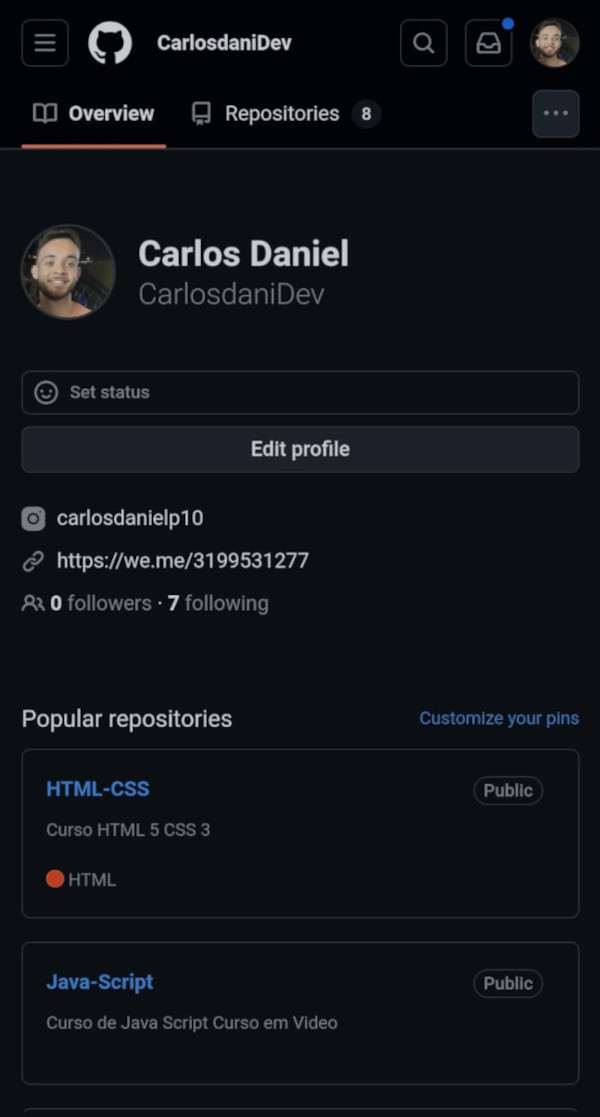 CarlosdaniDev
Overview Repositories 8
Carlos Daniel
CarlosdaniDev
Set status
Edit profile
carlosdanielp10
https://we.me/3199531277
0 followers · 7 following
Popular repositories Customize your pins
HTML-CSS Public
Curso HTML 5 CSS 3
HTML
Java-Script Public
Curso de Java Script Curso em Video